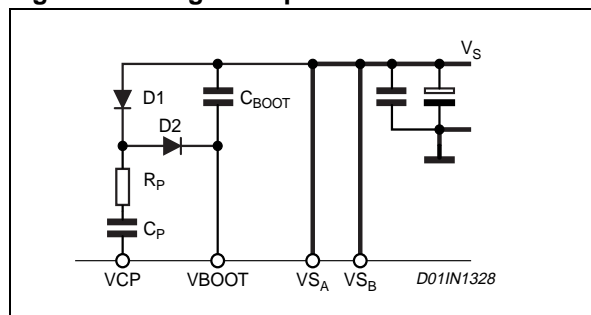 V_S
D1
C_BOOT
D2
R_P
C_P
VCP VBOOT VS_A VS_B D01IN1328